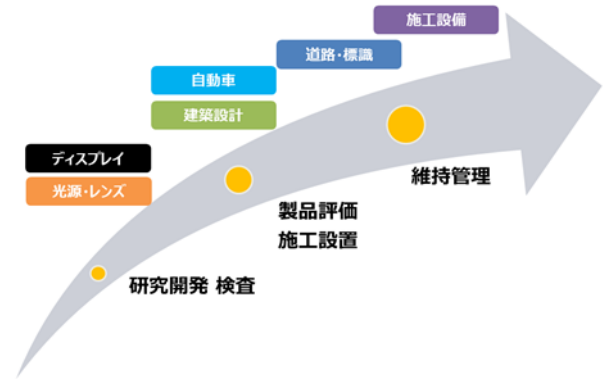 施工設備
道路・標識
自動車
建築設計
ディスプレイ
光源・レンズ
維持管理
製品評価
施工設置
研究開発 検査